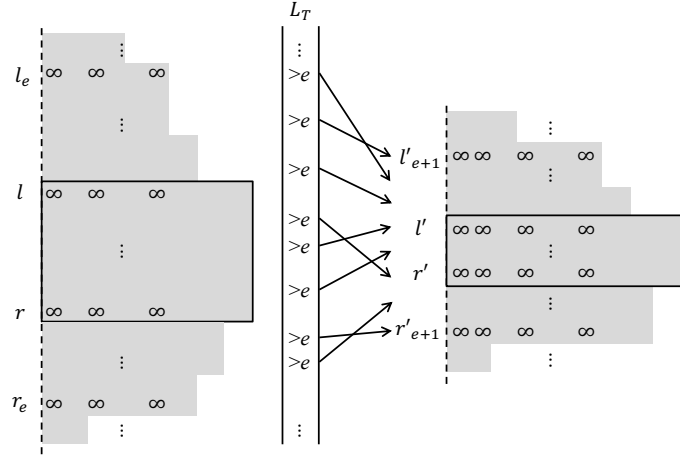 L_T
⋮ ⋮
l_e ∞ ∞ ∞ >e
⋮ >e
l'_{e+1} ∞ ∞ ∞ ∞
⋮
>e ⋮
l ∞ ∞ ∞
>e
l' ∞ ∞ ∞ ∞
⋮ >e ⋮
r' ∞ ∞ ∞ ∞
>e
⋮
r ∞ ∞ ∞
r'_{e+1} ∞ ∞ ∞ ∞
>e
⋮ >e ⋮
r_e ∞ ∞ ∞
⋮ ⋮